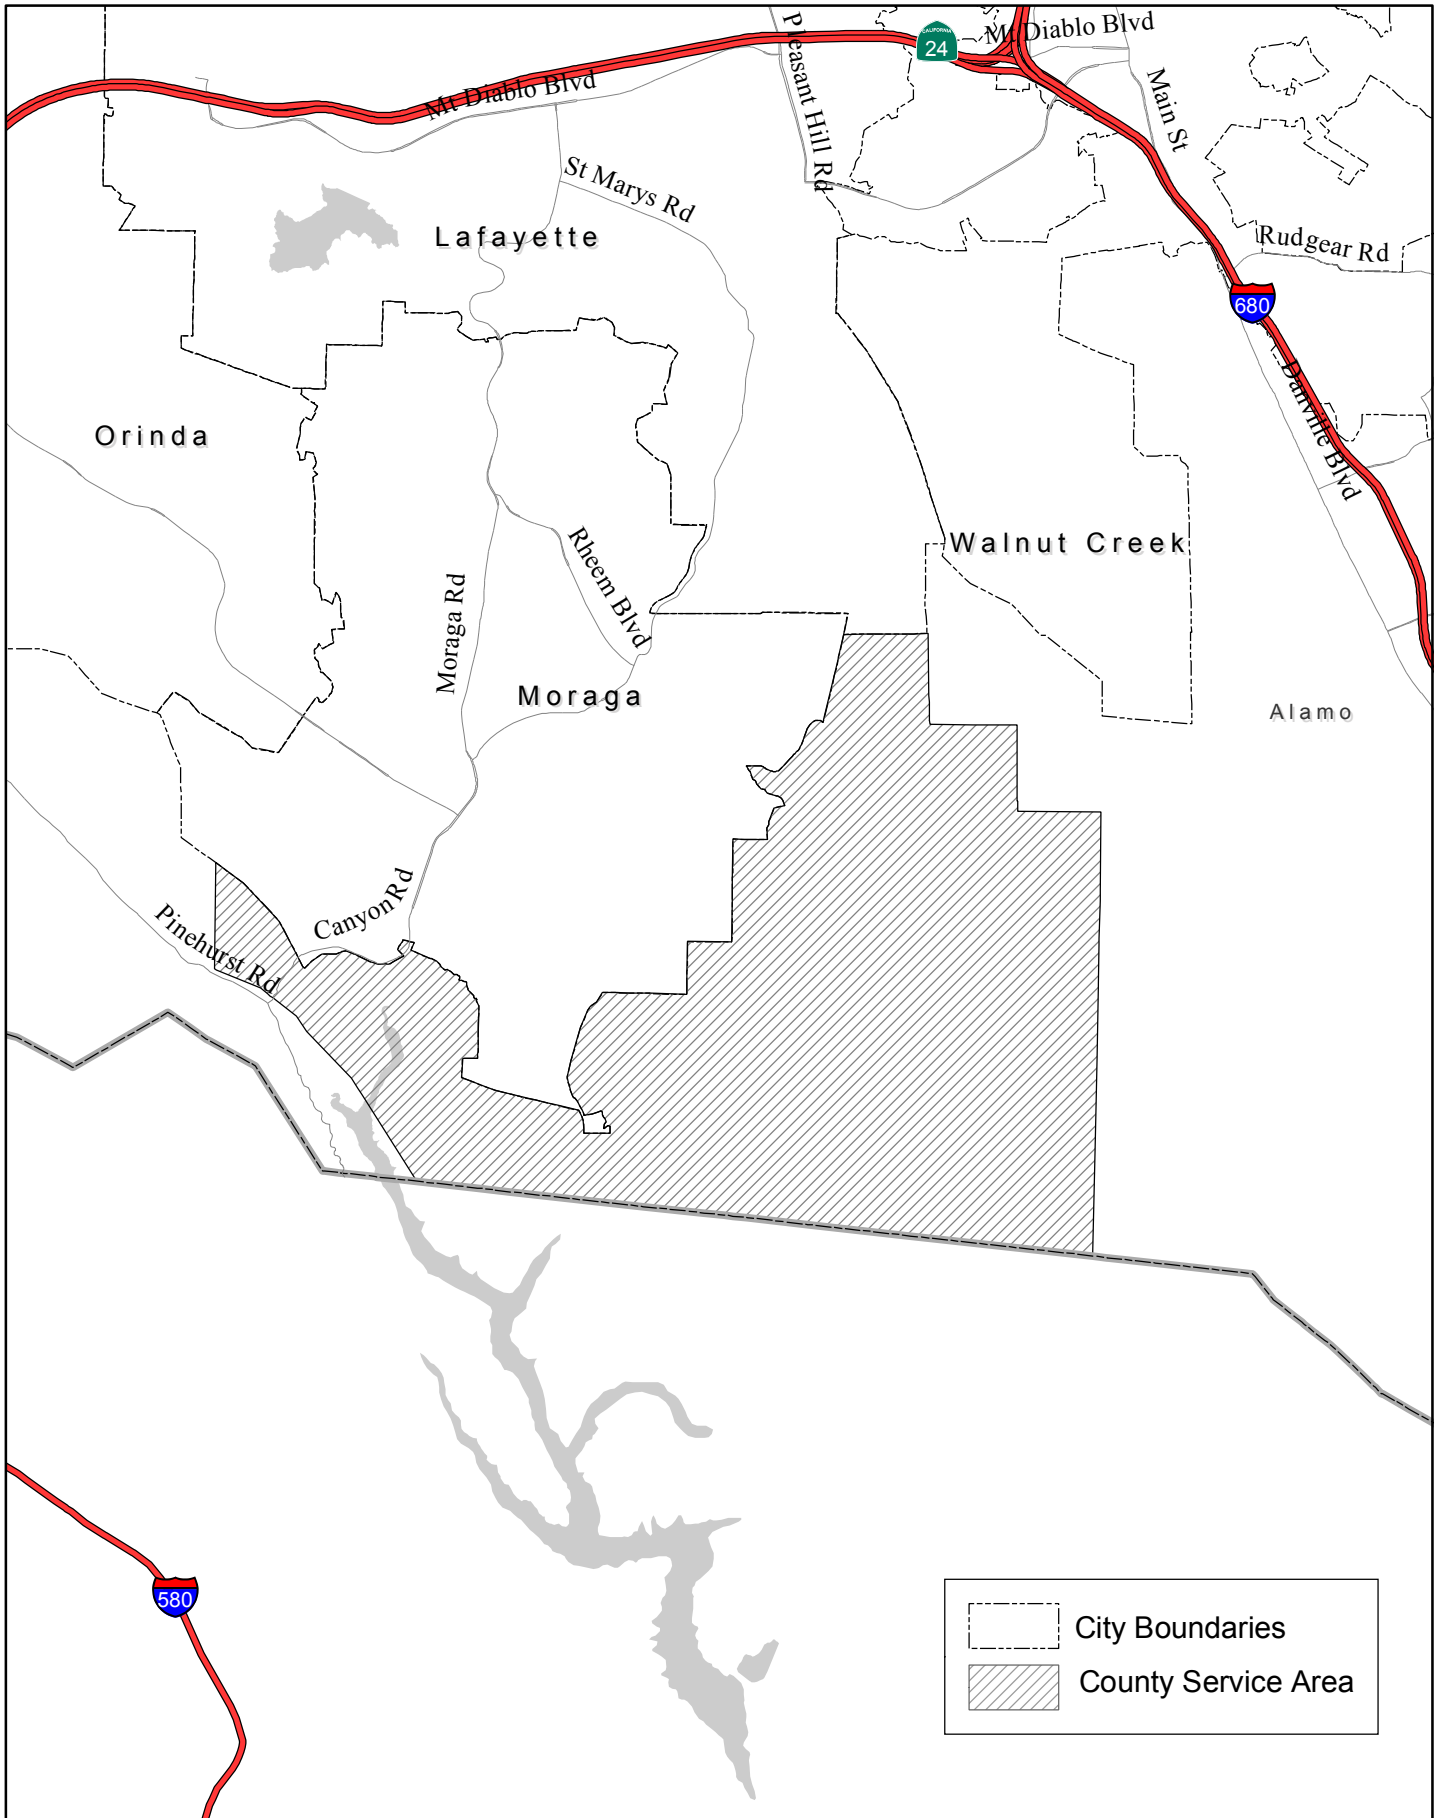 CALIFORNIA
24
Mt Diablo Blvd
Pleasant Hill Rd
Main St
Mt Diablo Blvd
St Marys Rd
Lafayette
Rudgear Rd
680
Danville Blvd
Orinda
Walnut Creek
Rheem Blvd
Moraga Rd
Moraga
Alamo
Canyon Rd
Pinehurst Rd
580
City Boundaries
County Service Area